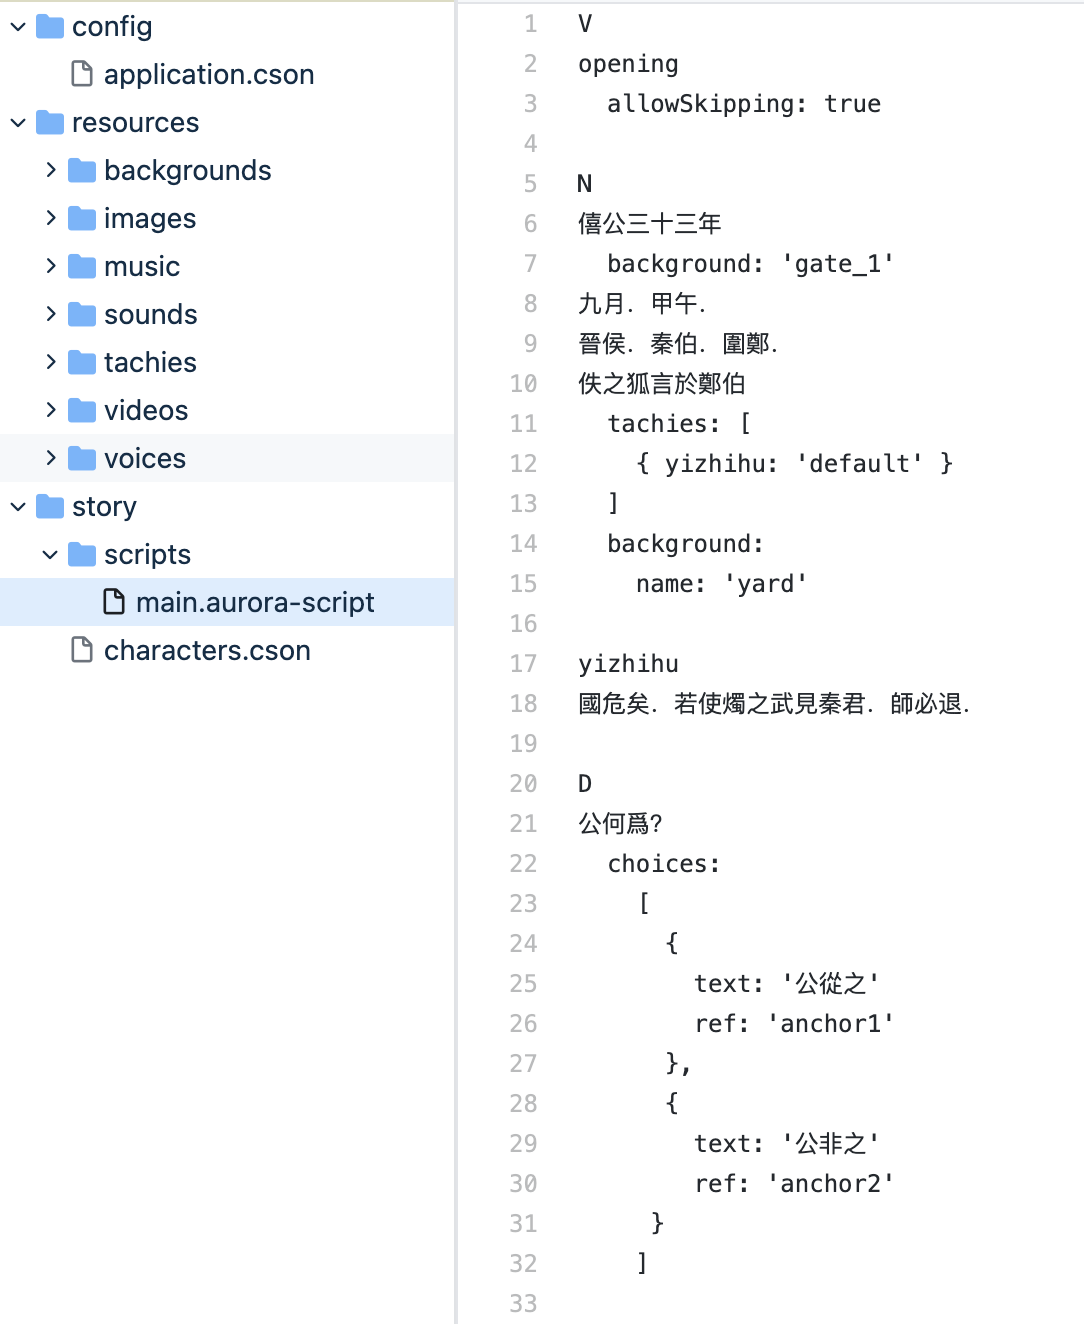 config
application.cson
resources
backgrounds
images
music
sounds
tachies
videos
voices
story
scripts
main.aurora-script
characters.cson
1 V
2 opening
3 allowSkipping: true
4
5 N
6 僖公三十三年
7 background: 'gate_1'
8 九月．甲午．
9 晉侯．秦伯．圍鄭．
10 佚之狐言於鄭伯
11 tachies: [
12 { yizhihu: 'default' }
13 ]
14 background:
15 name: 'yard'
16
17 yizhihu
18 國危矣．若使燭之武見秦君．師必退．
19
20 D
21 公何爲？
22 choices:
23 [
24 {
25 text: '公從之'
26 ref: 'anchor1'
27 },
28 {
29 text: '公非之'
30 ref: 'anchor2'
31 }
32 ]
33